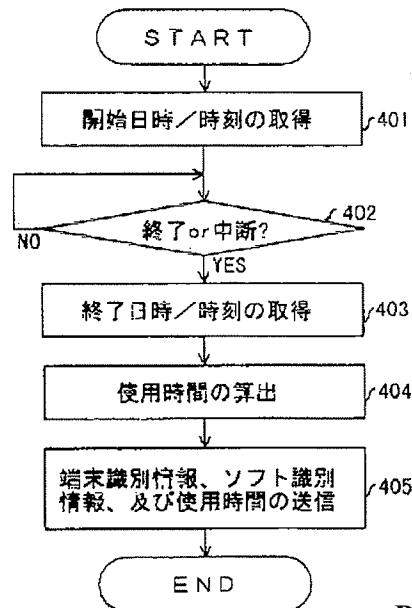 START
開始日時／時刻の取得
401
終了or中断?
402
NO
YES
終了日時／時刻の取得
403
使用時間の算出
404
端末識別情報、ソフト識別
情報、及び使用時間の送信
405
END